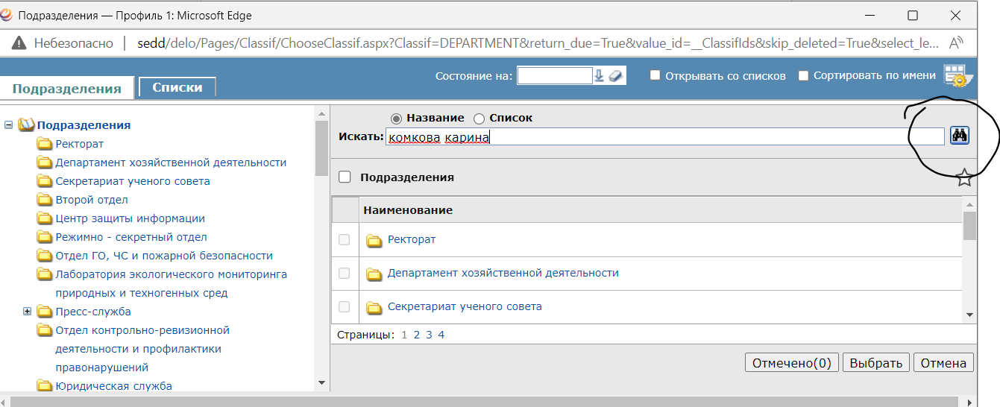 Подразделения — Профиль 1: Microsoft Edge
Небезопасно | sedd/delo/Pages/Classif/ChooseClassif.aspx?Classif=DEPARTMENT&return_due=True&value_id=__ClassifIds&skip_deleted=True&select_le...
Подразделения
Списки
Состояние на:
Открывать со списков
Сортировать по имени
Подразделения
Ректорат
Департамент хозяйственной деятельности
Секретариат ученого совета
Второй отдел
Центр защиты информации
Режимно - секретный отдел
Отдел ГО, ЧС и пожарной безопасности
Лаборатория экологического мониторинга
природных и техногенных сред
Пресс-служба
Отдел контрольно-ревизионной
деятельности и профилактики
правонарушений
Юридическая служба
Название Список
Искать: комкова карина
Подразделения
Наименование
Ректорат
Департамент хозяйственной деятельности
Секретариат ученого совета
Страницы: 1 2 3 4
Отмечено(0) Выбрать Отмена